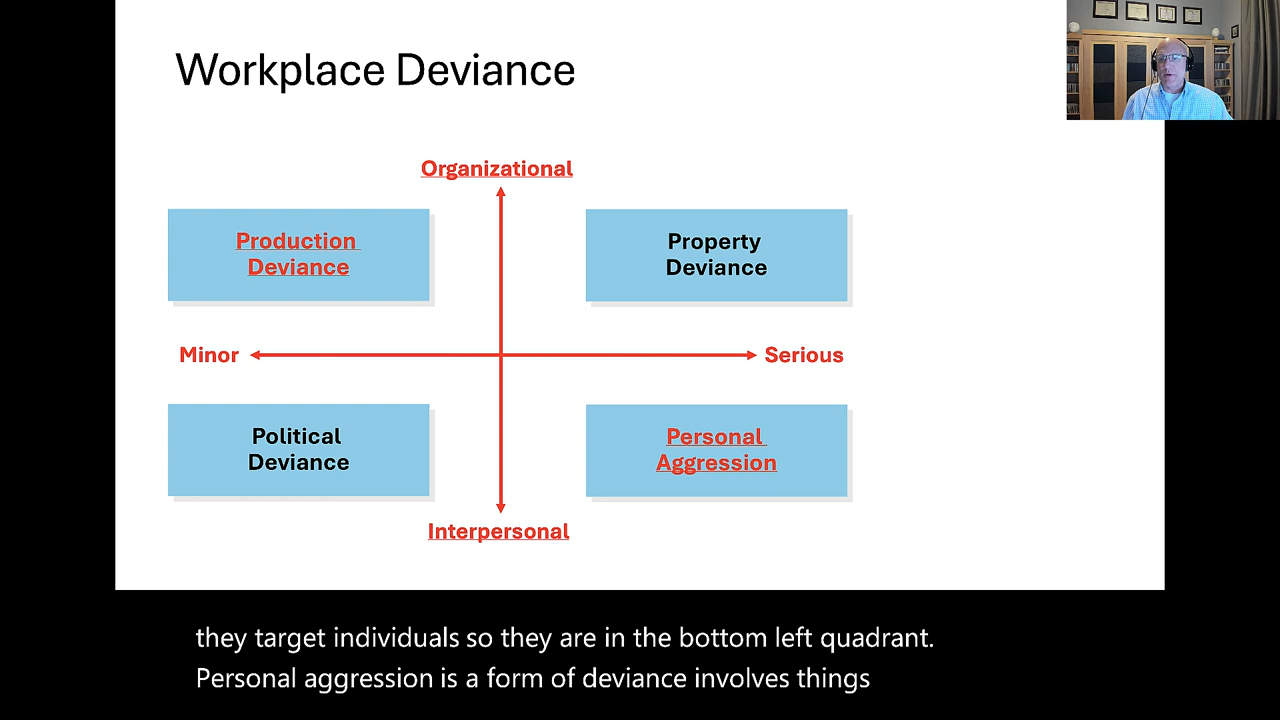 Workplace Deviance
Organizational
Production
Deviance
Property
Deviance
Minor
Serious
Political
Deviance
Personal
Aggression
Interpersonal
they target individuals so they are in the bottom left quadrant.
Personal aggression is a form of deviance involves things